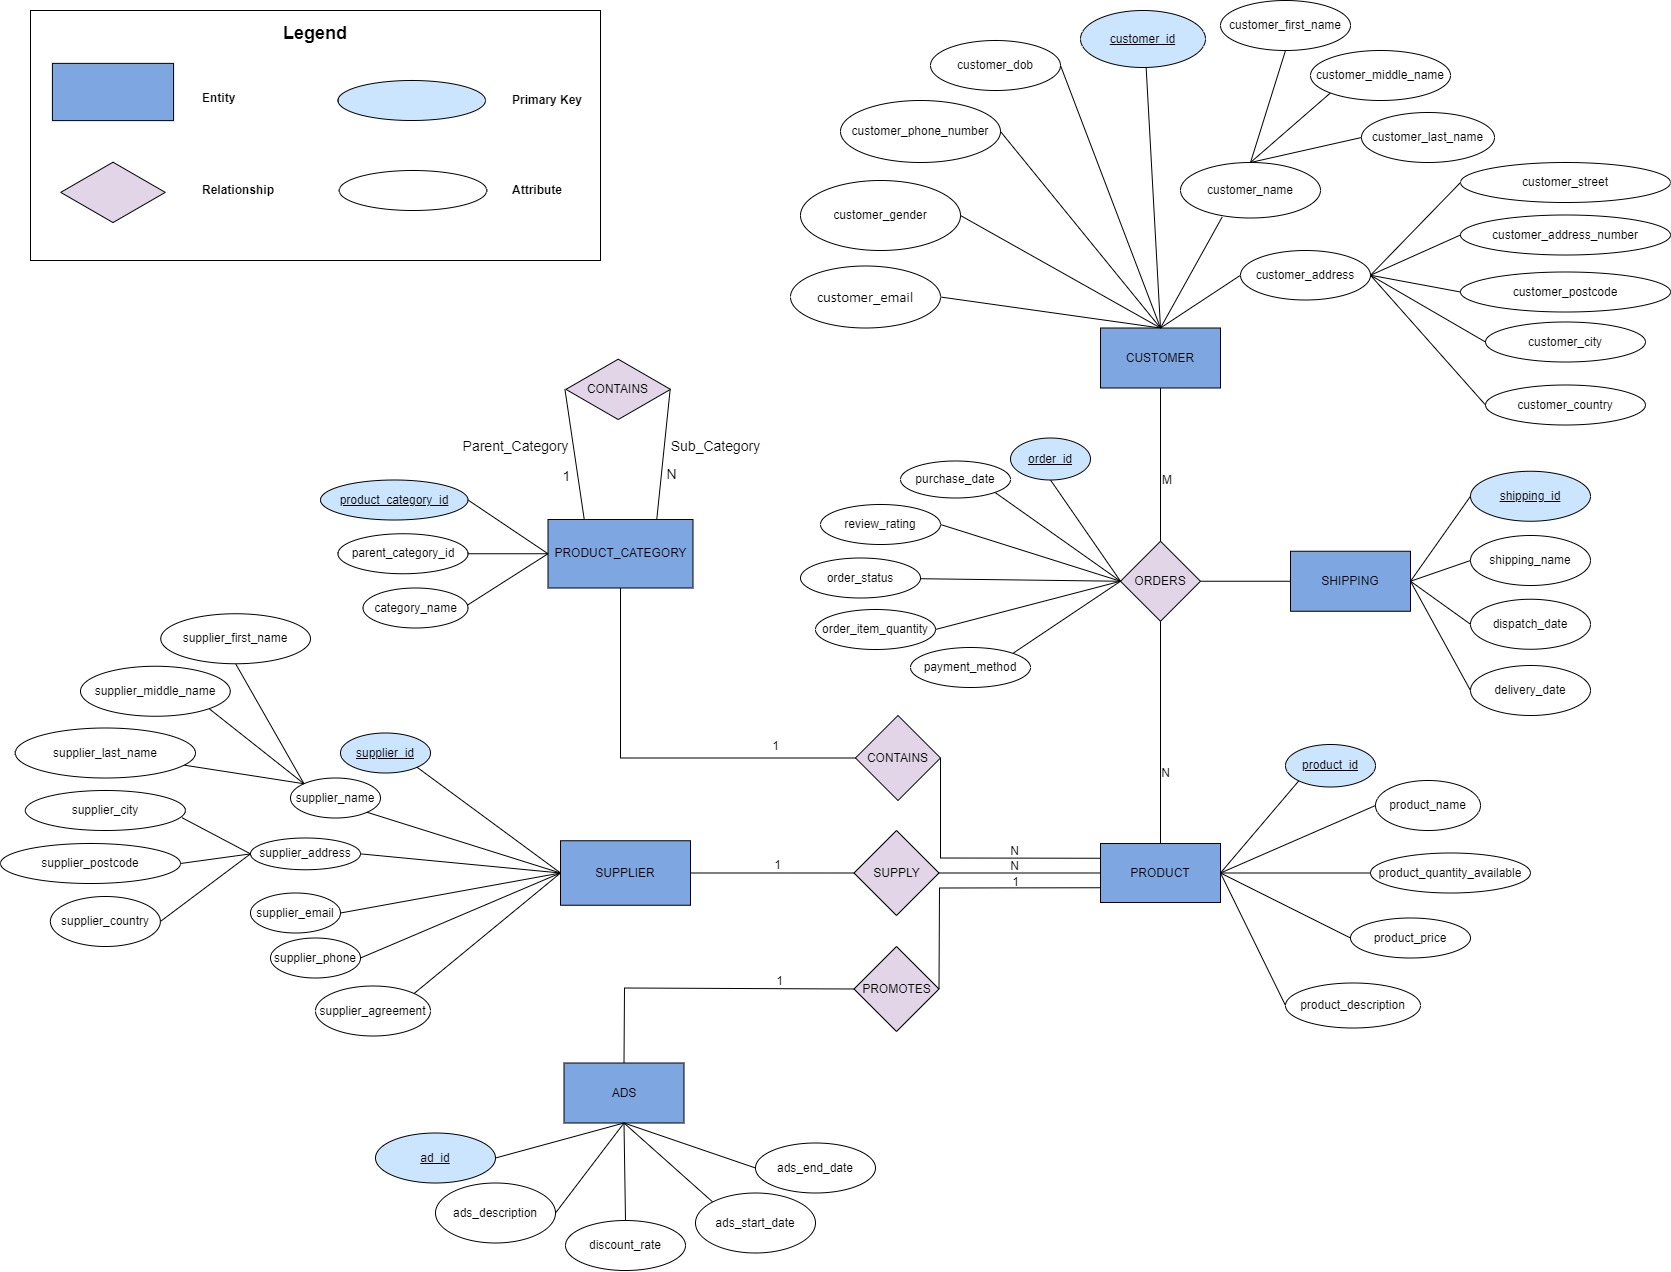 Legend
Entity
Primary Key
Relationship
Attribute
customer_first_name
customer_id
customer_dob
customer_middle_name
customer_phone_number
customer_last_name
customer_name
customer_street
customer_gender
customer_address_number
customer_address
customer_postcode
customer_email
customer_city
CUSTOMER
customer_country
CONTAINS
Parent_Category
Sub_Category
1
N
product_category_id
parent_category_id
category_name
PRODUCT_CATEGORY
order_id
purchase_date
review_rating
order_status
order_item_quantity
payment_method
M
ORDERS
SHIPPING
shipping_id
shipping_name
dispatch_date
delivery_date
N
supplier_first_name
supplier_middle_name
supplier_last_name
supplier_id
supplier_name
supplier_city
supplier_address
supplier_postcode
supplier_country
supplier_email
supplier_phone
supplier_agreement
SUPPLIER
1
CONTAINS
N
1
SUPPLY
N
1
PRODUCT
product_id
product_name
product_quantity_available
product_price
product_description
1
PROMOTES
ADS
ad_id
ads_description
discount_rate
ads_start_date
ads_end_date